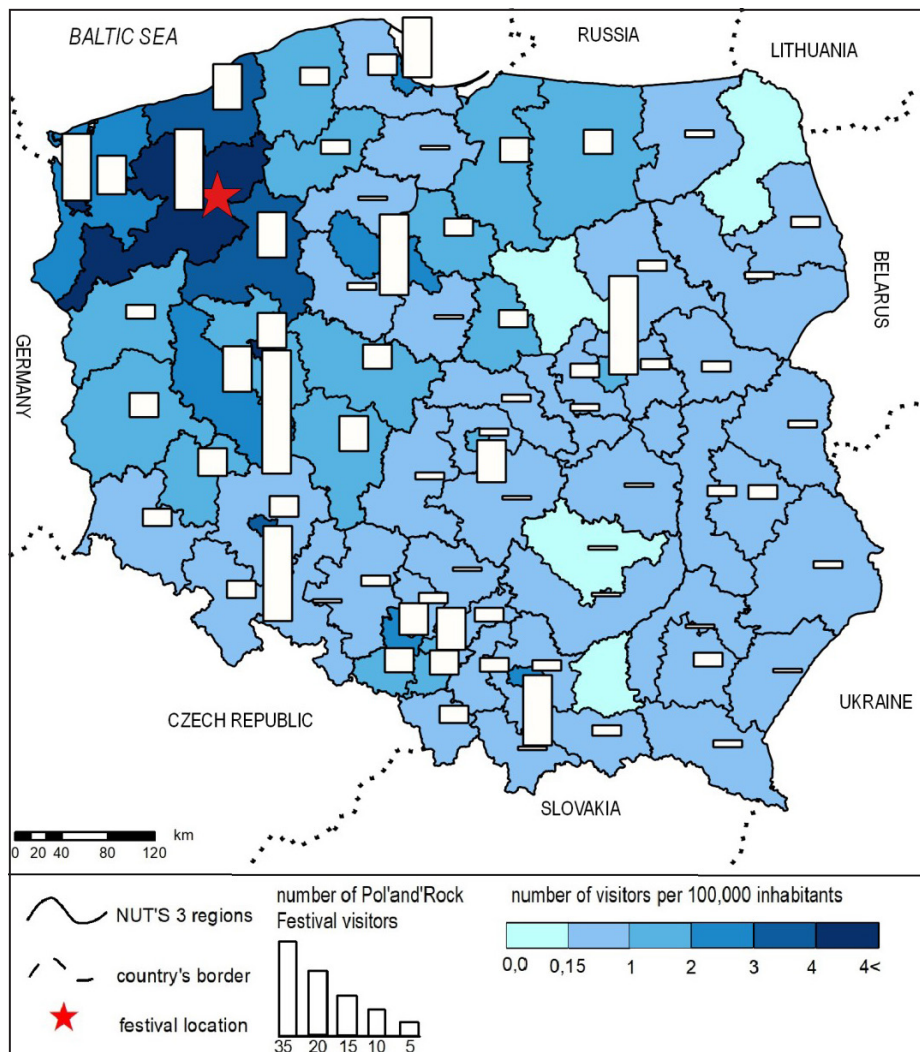 BALTIC SEA
RUSSIA
LITHUANIA
BELARUS
GERMANY
UKRAINE
CZECH REPUBLIC
SLOVAKIA
km
0 20 40 80 120
number of Pol'and'Rock
Festival visitors
number of visitors per 100,000 inhabitants
NUT'S 3 regions
country's border
festival location
35 20 15 10 5
0,0 0,15 1 2 3 4 4<